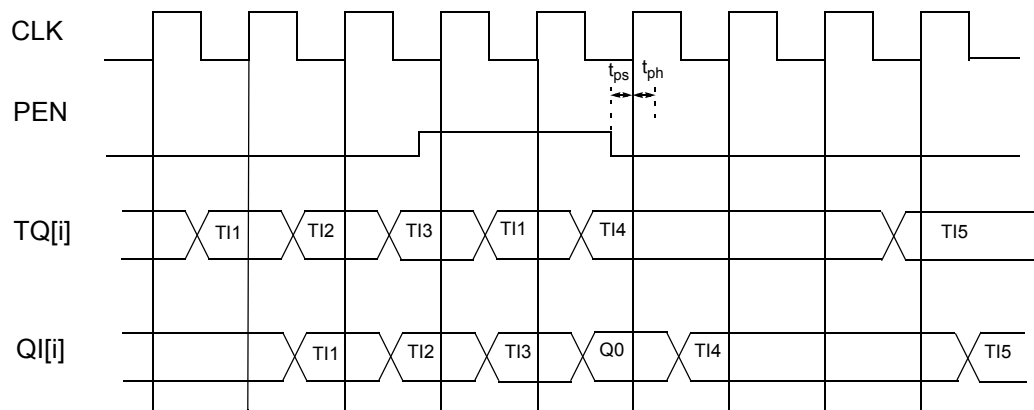 CLK
t_ps t_ph
PEN
TQ[i] TI1 TI2 TI3 TI1 TI4 TI5
QI[i] TI1 TI2 TI3 Q0 TI4 TI5